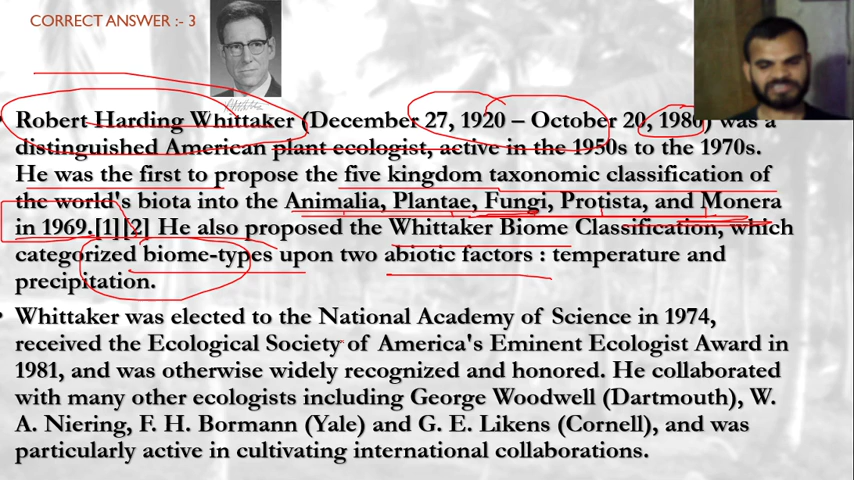 CORRECT ANSWER :- 3
Robert Harding Whittaker (December 27, 1920 – October 20, 1980) was a
distinguished American plant ecologist, active in the 1950s to the 1970s.
He was the first to propose the five kingdom taxonomic classification of
the world's biota into the Animalia, Plantae, Fungi, Protista, and Monera
in 1969.[1][2] He also proposed the Whittaker Biome Classification, which
categorized biome-types upon two abiotic factors : temperature and
precipitation.
Whittaker was elected to the National Academy of Science in 1974,
received the Ecological Society of America's Eminent Ecologist Award in
1981, and was otherwise widely recognized and honored. He collaborated
with many other ecologists including George Woodwell (Dartmouth), W.
A. Niering, F. H. Bormann (Yale) and G. E. Likens (Cornell), and was
particularly active in cultivating international collaborations.